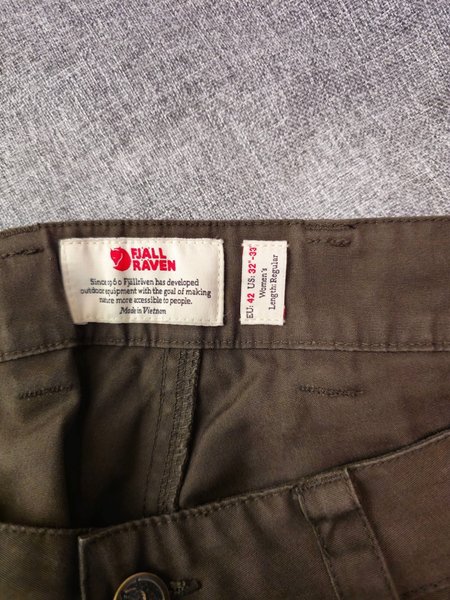 FJÄLL
RÄVEN
Since 1960 Fjällräven has developed
outdoor equipment with the goal of making
nature more accessible to people.
Made in Vietnam
EU: 42 US: 32"-33"
Women's
Length: Regular